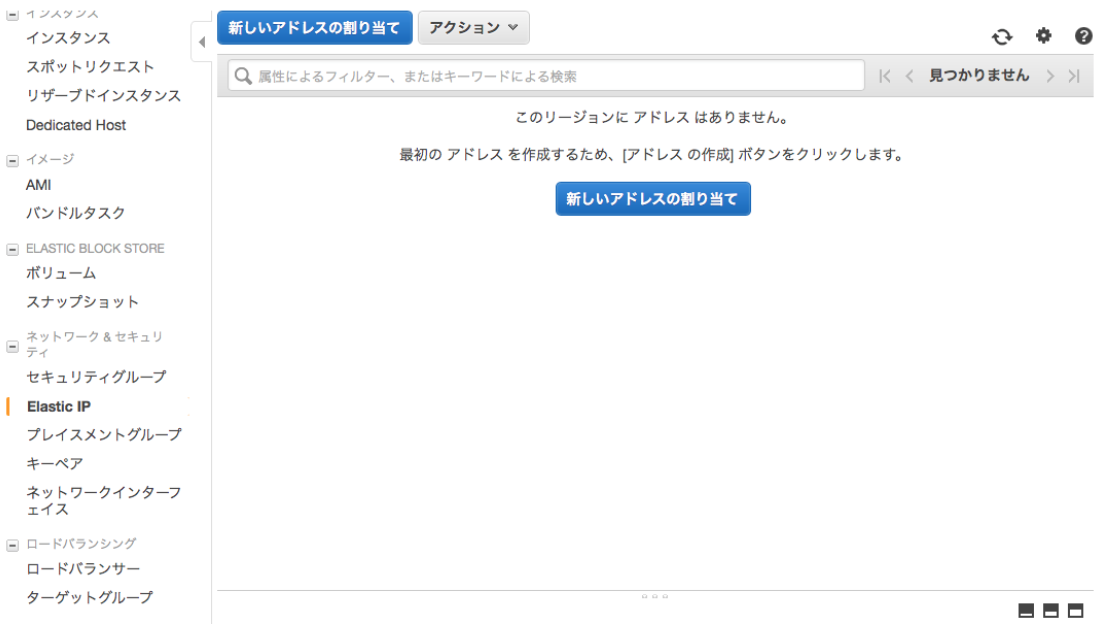 インスタンス
インスタンス
スポットリクエスト
リザーブドインスタンス
Dedicated Host
イメージ
AMI
バンドルタスク
ELASTIC BLOCK STORE
ボリューム
スナップショット
ネットワーク & セキュリ
ティ
セキュリティグループ
Elastic IP
プレイスメントグループ
キーペア
ネットワークインターフ
ェイス
ロードバランシング
ロードバランサー
ターゲットグループ
新しいアドレスの割り当て アクション
属性によるフィルター、またはキーワードによる検索 見つかりません
このリージョンに アドレス はありません。
最初の アドレス を作成するため、[アドレス の作成] ボタンをクリックします。
新しいアドレスの割り当て